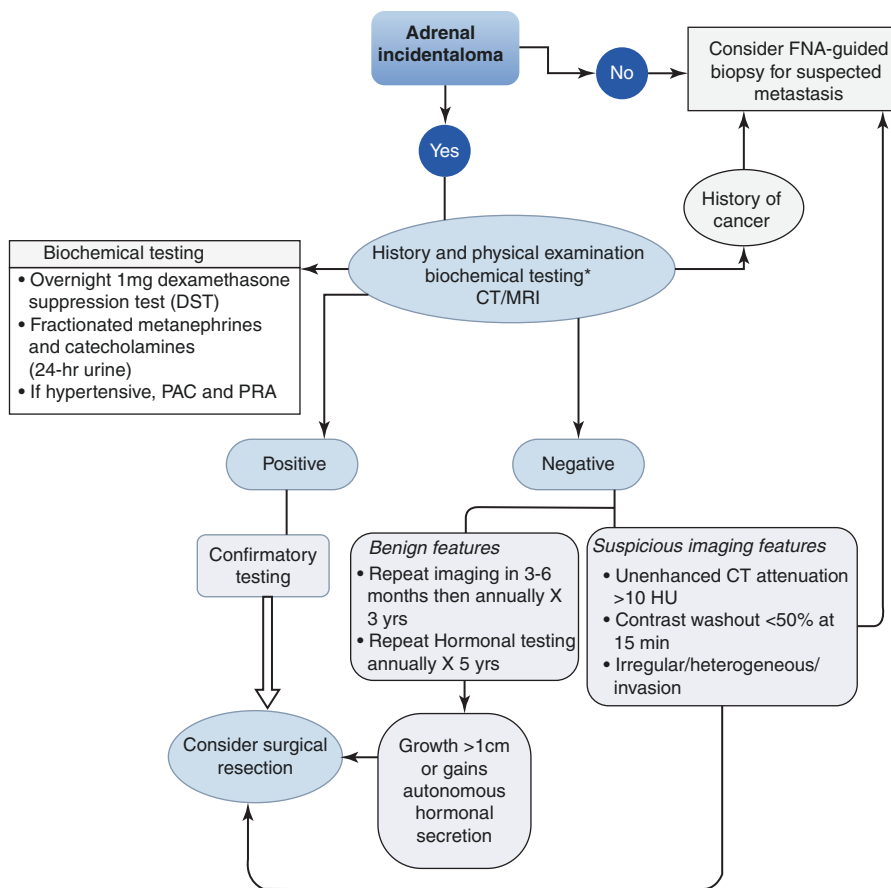 Adrenal
incidentaloma
No
Consider FNA-guided
biopsy for suspected
metastasis
Yes
History of
cancer
History and physical examination
biochemical testing*
CT/MRI
Biochemical testing
• Overnight 1mg dexamethasone
suppression test (DST)
• Fractionated metanephrines
and catecholamines
(24-hr urine)
• If hypertensive, PAC and PRA
Positive
Negative
Confirmatory
testing
Benign features
• Repeat imaging in 3-6
months then annually X
3 yrs
• Repeat Hormonal testing
annually X 5 yrs
Suspicious imaging features
• Unenhanced CT attenuation
>10 HU
• Contrast washout <50% at
15 min
• Irregular/heterogeneous/
invasion
Consider surgical
resection
Growth >1cm
or gains
autonomous
hormonal
secretion